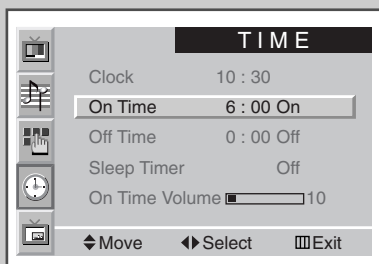 TIME
Clock 10 : 30
On Time 6 : 00 On
Off Time 0 : 00 Off
Sleep Timer Off
On Time Volume 10
Move Select Exit